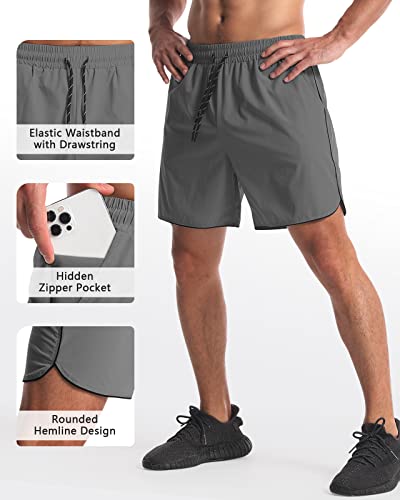 Elastic Waistband
with Drawstring
Hidden
Zipper Pocket
Rounded
Hemline Design